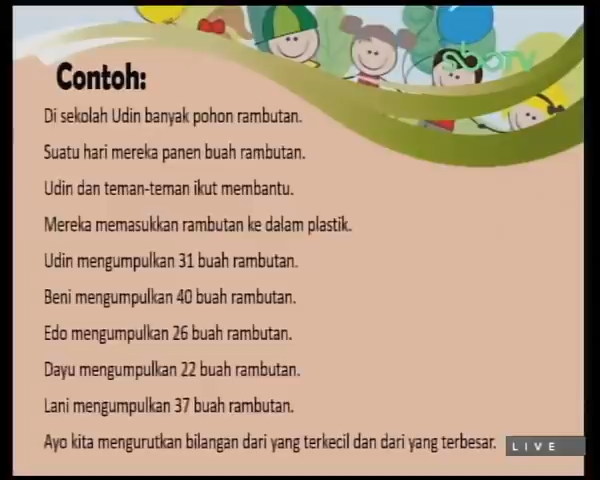 sboTV
Contoh:
Di sekolah Udin banyak pohon rambutan.
Suatu hari mereka panen buah rambutan.
Udin dan teman-teman ikut membantu.
Mereka memasukkan rambutan ke dalam plastik.
Udin mengumpulkan 31 buah rambutan.
Beni mengumpulkan 40 buah rambutan.
Edo mengumpulkan 26 buah rambutan.
Dayu mengumpulkan 22 buah rambutan.
Lani mengumpulkan 37 buah rambutan.
Ayo kita mengurutkan bilangan dari yang terkecil dan dari yang terbesar.
LIVE